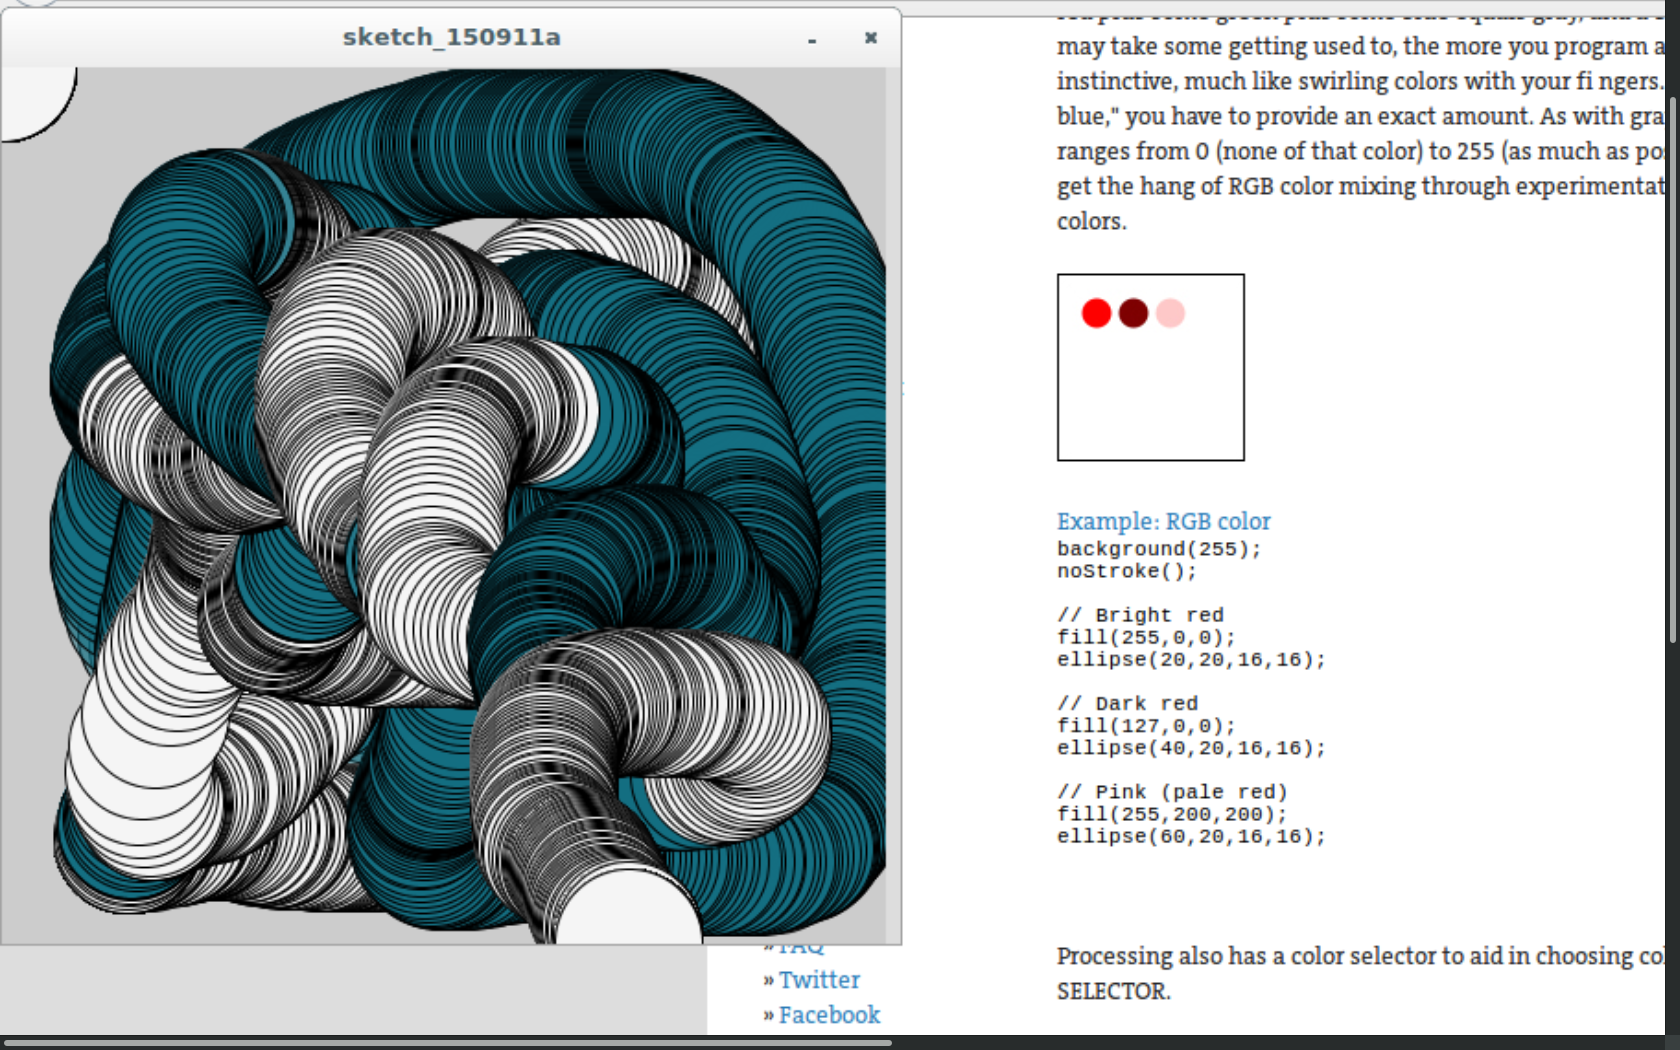 sketch_150911a
may take some getting used to, the more you program a
instinctive, much like swirling colors with your fi ngers.
blue," you have to provide an exact amount. As with gra
ranges from 0 (none of that color) to 255 (as much as po
get the hang of RGB color mixing through experimentat
colors.
Example: RGB color
background(255);
noStroke();
// Bright red
fill(255,0,0);
ellipse(20,20,16,16);
// Dark red
fill(127,0,0);
ellipse(40,20,16,16);
// Pink (pale red)
fill(255,200,200);
ellipse(60,20,16,16);
» FAQ
» Twitter
» Facebook
Processing also has a color selector to aid in choosing co
SELECTOR.